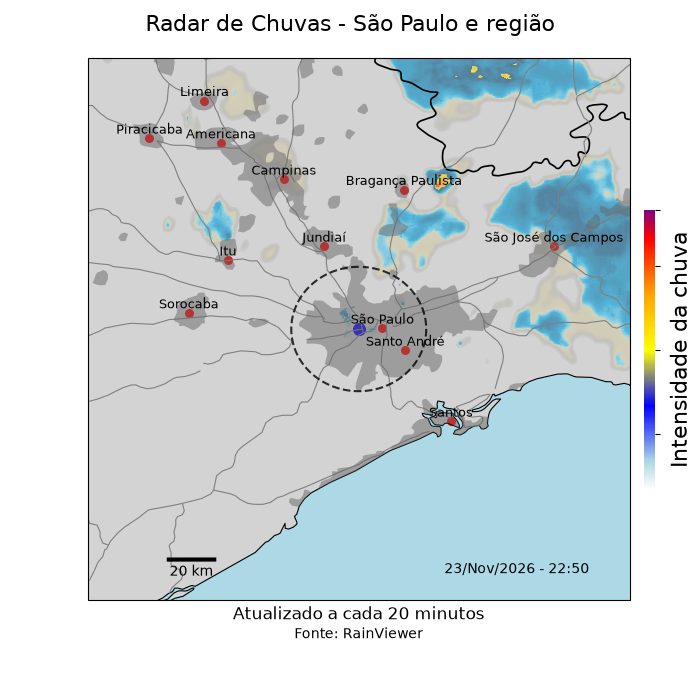 Radar de Chuvas - São Paulo e região
Limeira
Piracicaba
Americana
Campinas
Bragança Paulista
Jundiaí
São José dos Campos
Itu
Sorocaba
São Paulo
Santo André
Santos
Intensidade da chuva
20 km
23/Nov/2026 - 22:50
Atualizado a cada 20 minutos
Fonte: RainViewer